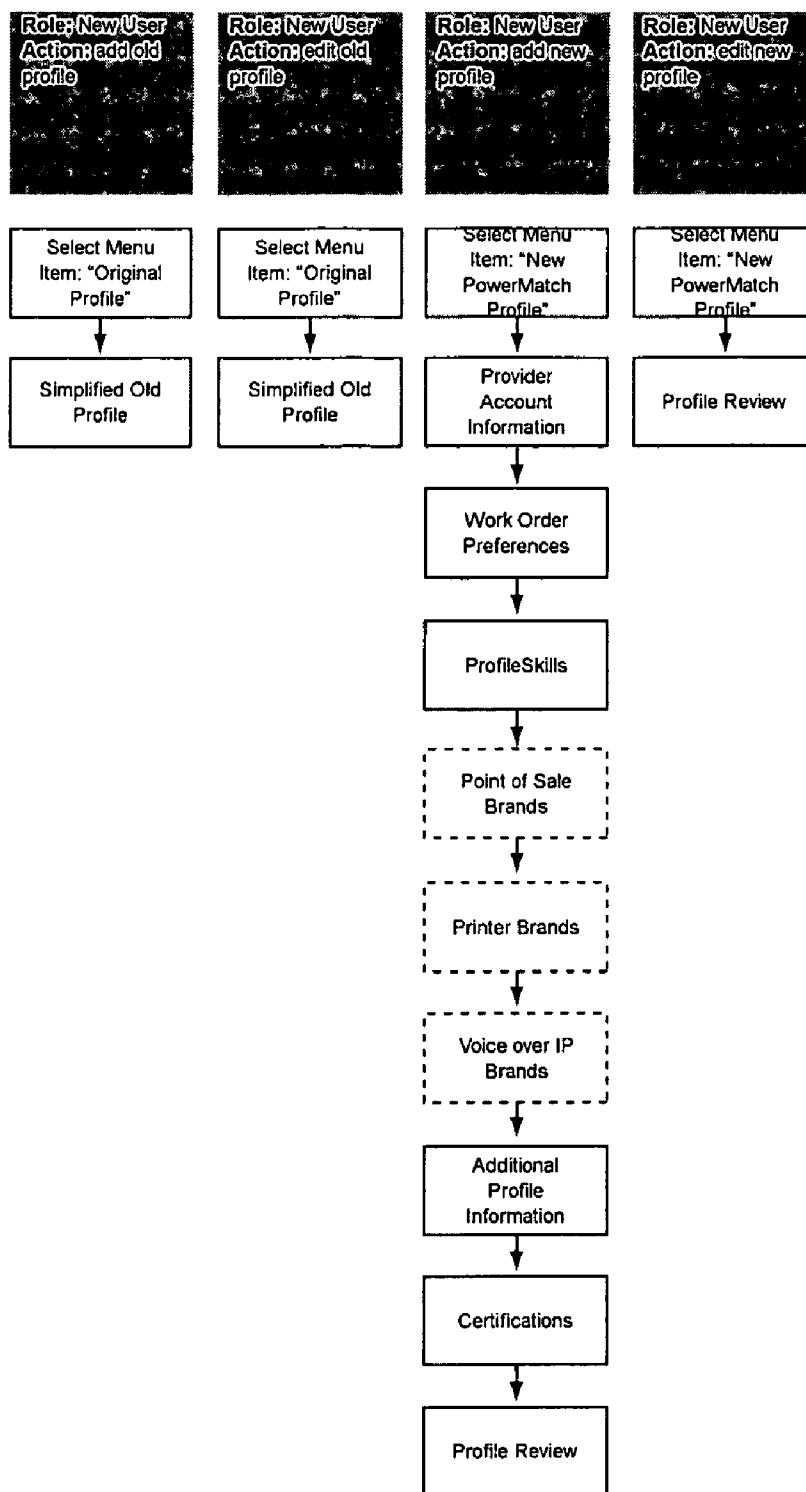 Role: New User
Action: add old
profile
Role: New User
Action: edit old
profile
Role: New User
Action: add new
profile
Role: New User
Action: edit new
profile
Select Menu
Item: "Original
Profile"
Select Menu
Item: "Original
Profile"
Select Menu
Item: "New
PowerMatch
Profile"
Select Menu
Item: "New
PowerMatch
Profile"
Simplified Old
Profile
Simplified Old
Profile
Provider
Account
Information
Profile Review
Work Order
Preferences
ProfileSkills
Point of Sale
Brands
Printer Brands
Voice over IP
Brands
Additional
Profile
Information
Certifications
Profile Review